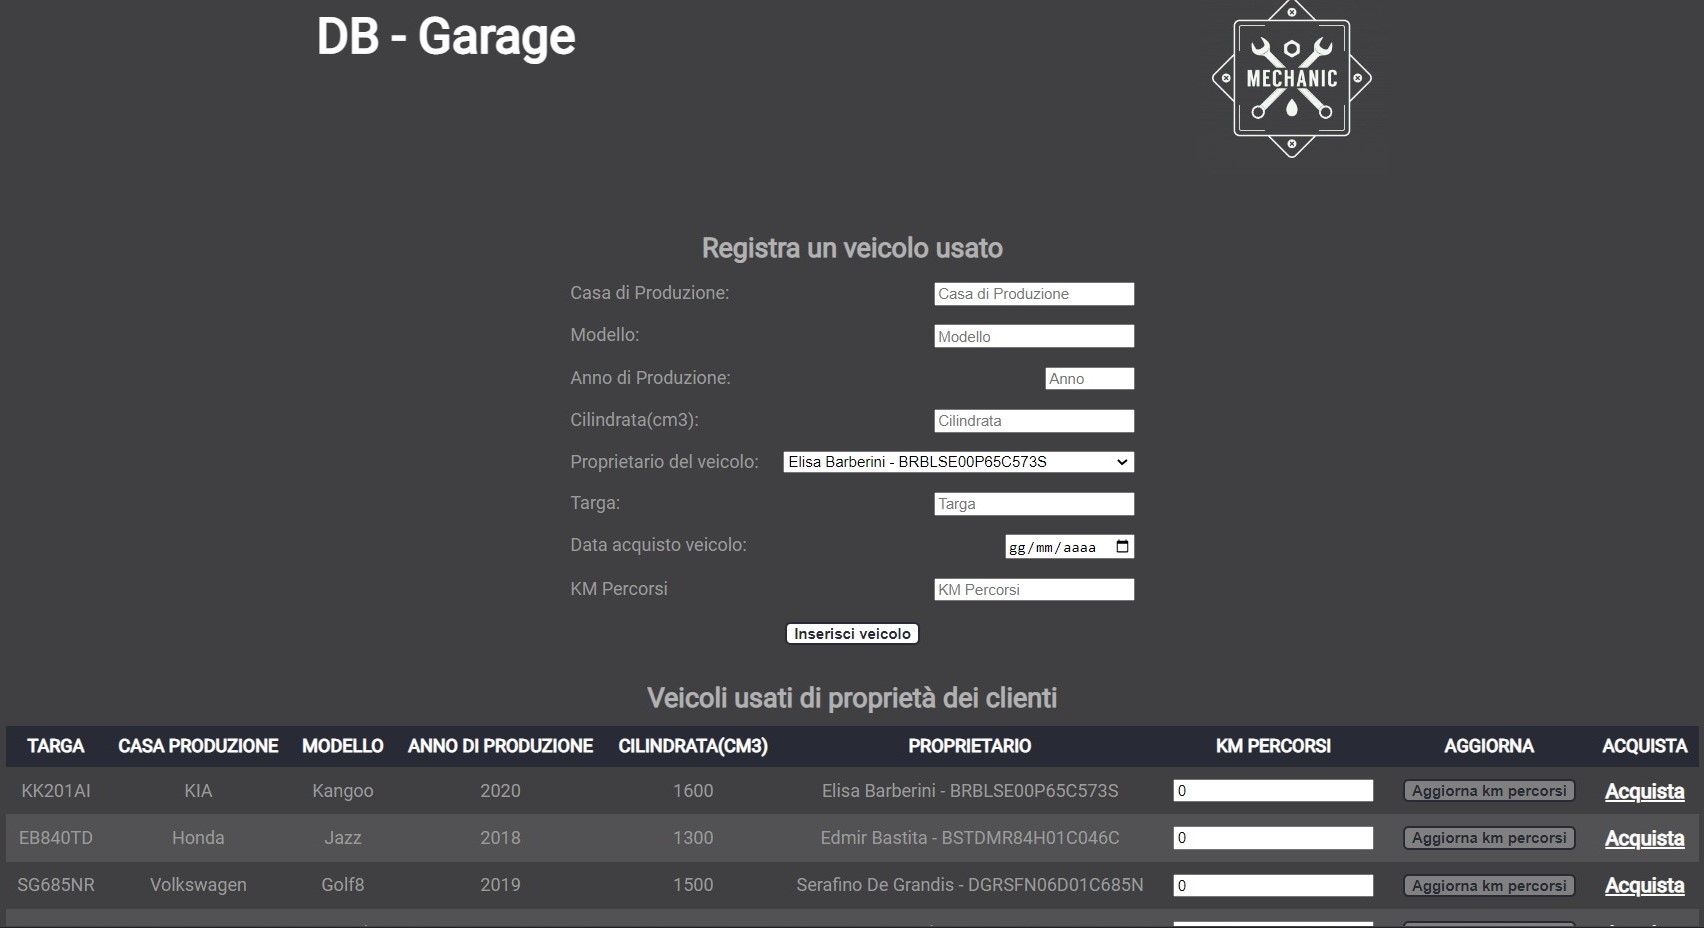 DB - Garage
MECHANIC
Registra un veicolo usato
Casa di Produzione: Casa di Produzione
Modello: Modello
Anno di Produzione: Anno
Cilindrata(cm3): Cilindrata
Proprietario del veicolo: Elisa Barberini - BRBLSE00P65C573S
Targa: Targa
Data acquisto veicolo: gg/mm/aaaa
KM Percorsi KM Percorsi
Inserisci veicolo
Veicoli usati di proprietà dei clienti
TARGA CASA PRODUZIONE MODELLO ANNO DI PRODUZIONE CILINDRATA(CM3) PROPRIETARIO KM PERCORSI AGGIORNA ACQUISTA
KK201AI KIA Kangoo 2020 1600 Elisa Barberini - BRBLSE00P65C573S 0 Aggiorna km percorsi Acquista
EB840TD Honda Jazz 2018 1300 Edmir Bastita - BSTDMR84H01C046C 0 Aggiorna km percorsi Acquista
SG685NR Volkswagen Golf8 2019 1500 Serafino De Grandis - DGRSFN06D01C685N 0 Aggiorna km percorsi Acquista